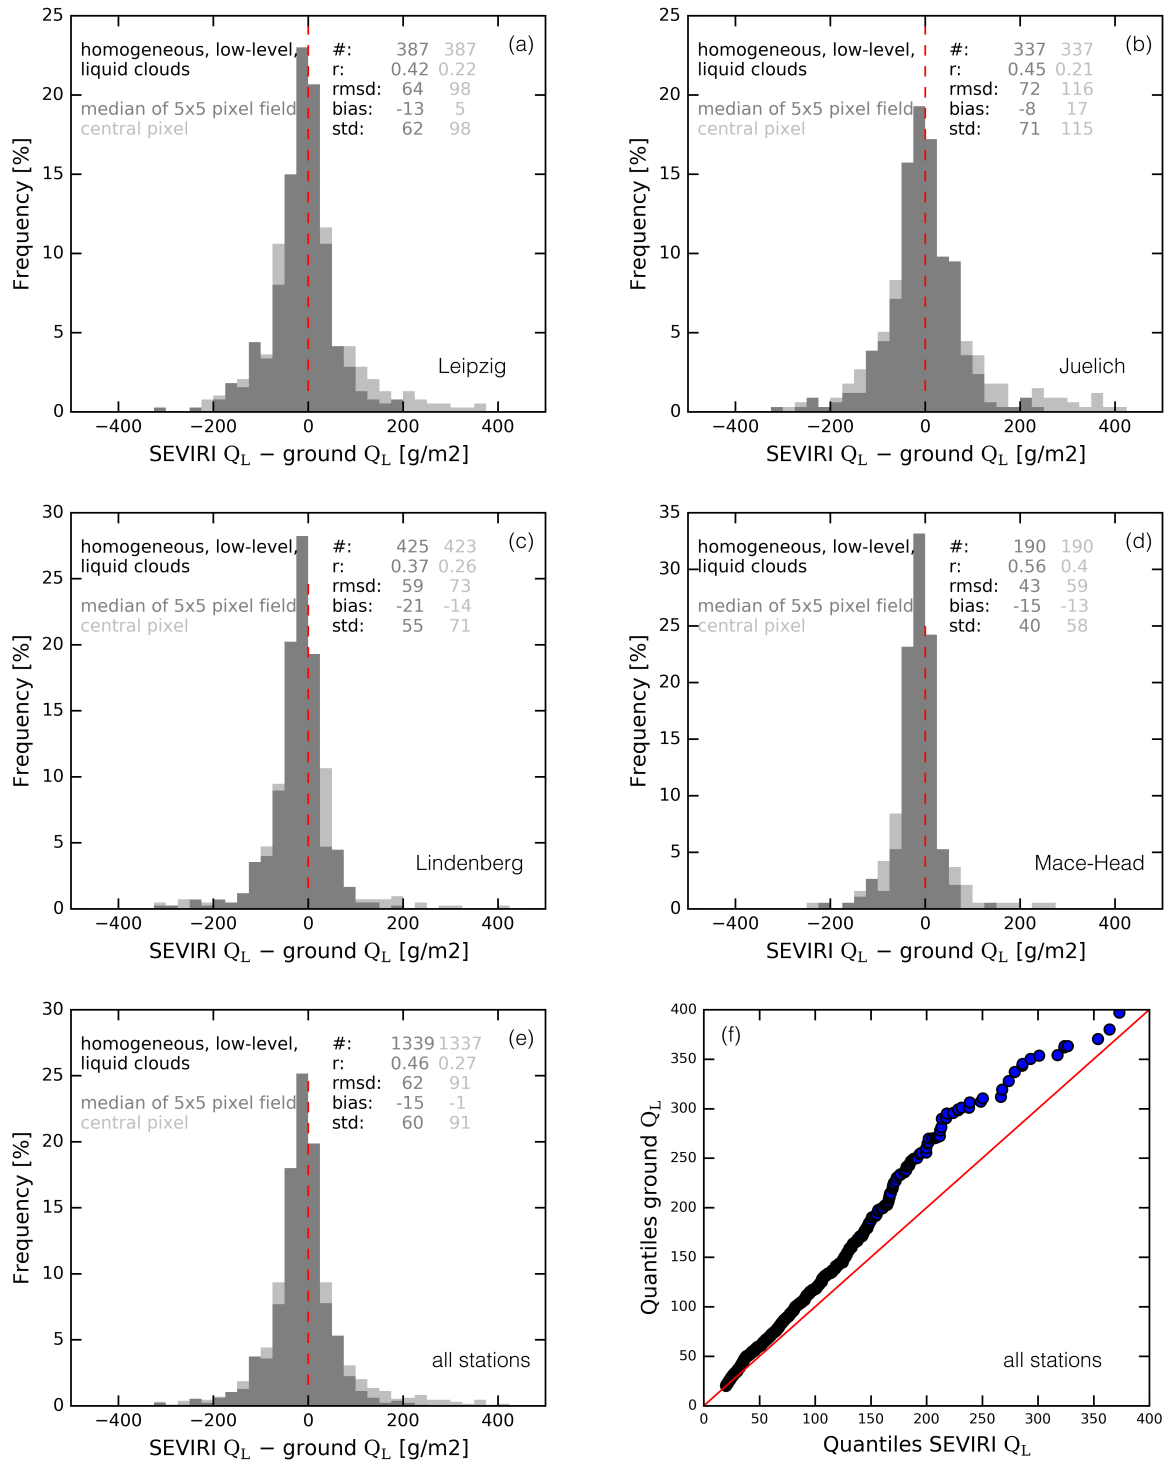 (a)
homogeneous, low-level, #: 387 387
liquid clouds r: 0.42 0.22
rmsd: 64 98
median of 5x5 pixel field bias: -13 5
central pixel std: 62 98
Leipzig
Frequency [%]
0 5 10 15 20 25
−400 −200 0 200 400
SEVIRI Q_L − ground Q_L [g/m2]
(b)
homogeneous, low-level, #: 337 337
liquid clouds r: 0.45 0.21
rmsd: 72 116
median of 5x5 pixel field bias: -8 17
central pixel std: 71 115
Juelich
Frequency [%]
0 5 10 15 20 25
−400 −200 0 200 400
SEVIRI Q_L − ground Q_L [g/m2]
(c)
homogeneous, low-level, #: 425 423
liquid clouds r: 0.37 0.26
rmsd: 59 73
median of 5x5 pixel field bias: -21 -14
central pixel std: 55 71
Lindenberg
Frequency [%]
0 5 10 15 20 25 30
−400 −200 0 200 400
SEVIRI Q_L − ground Q_L [g/m2]
(d)
homogeneous, low-level, #: 190 190
liquid clouds r: 0.56 0.4
rmsd: 43 59
median of 5x5 pixel field bias: -15 -13
central pixel std: 40 58
Mace-Head
Frequency [%]
0 5 10 15 20 25 30 35
−400 −200 0 200 400
SEVIRI Q_L − ground Q_L [g/m2]
(e)
homogeneous, low-level, #: 1339 1337
liquid clouds r: 0.46 0.27
rmsd: 62 91
median of 5x5 pixel field bias: -15 -1
central pixel std: 60 91
all stations
Frequency [%]
0 5 10 15 20 25 30
−400 −200 0 200 400
SEVIRI Q_L − ground Q_L [g/m2]
(f)
all stations
Quantiles ground Q_L
0 50 100 150 200 250 300 350 400
0 50 100 150 200 250 300 350 400
Quantiles SEVIRI Q_L